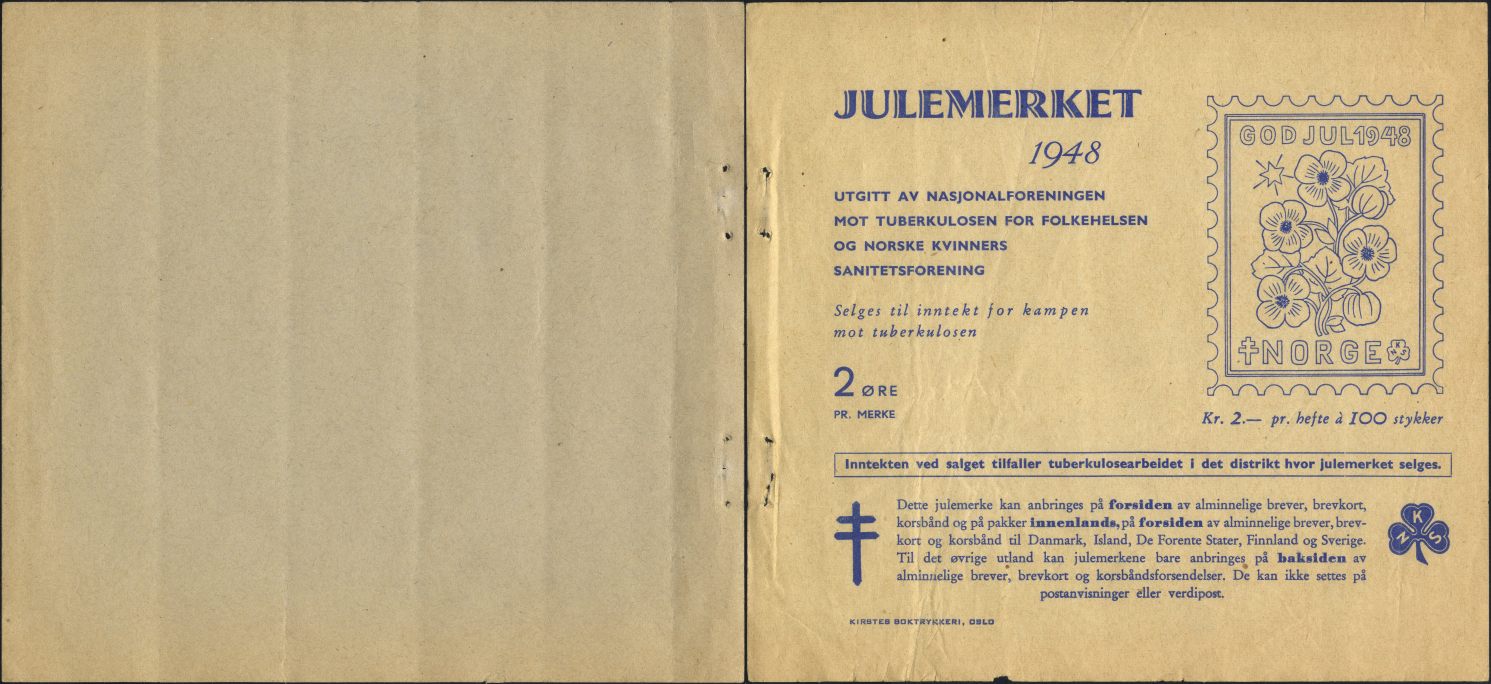 JULEMERKET
1948
UTGITT AV NASJONALFORENINGEN
MOT TUBERKULOSEN FOR FOLKEHELSEN
OG NORSKE KVINNERS
SANITETSFORENING
Selges til inntekt for kampen
mot tuberkulosen
2 ØRE
PR. MERKE
GOD JUL 1948
NORGE NKS
Kr. 2.— pr. hefte à 100 stykker
Inntekten ved salget tilfaller tuberkulosearbeidet i det distrikt hvor julemerket selges.
Dette julemerke kan anbringes på forsiden av alminnelige brever, brevkort,
korsbånd og på pakker innenlands, på forsiden av alminnelige brever, brev-
kort og korsbånd til Danmark, Island, De Forente Stater, Finnland og Sverige.
Til det øvrige utland kan julemerkene bare anbringes på baksiden av
alminnelige brever, brevkort og korsbåndsforsendelser. De kan ikke settes på
postanvisninger eller verdipost.
NKS
KIRSTES BOKTRYKKERI, OSLO